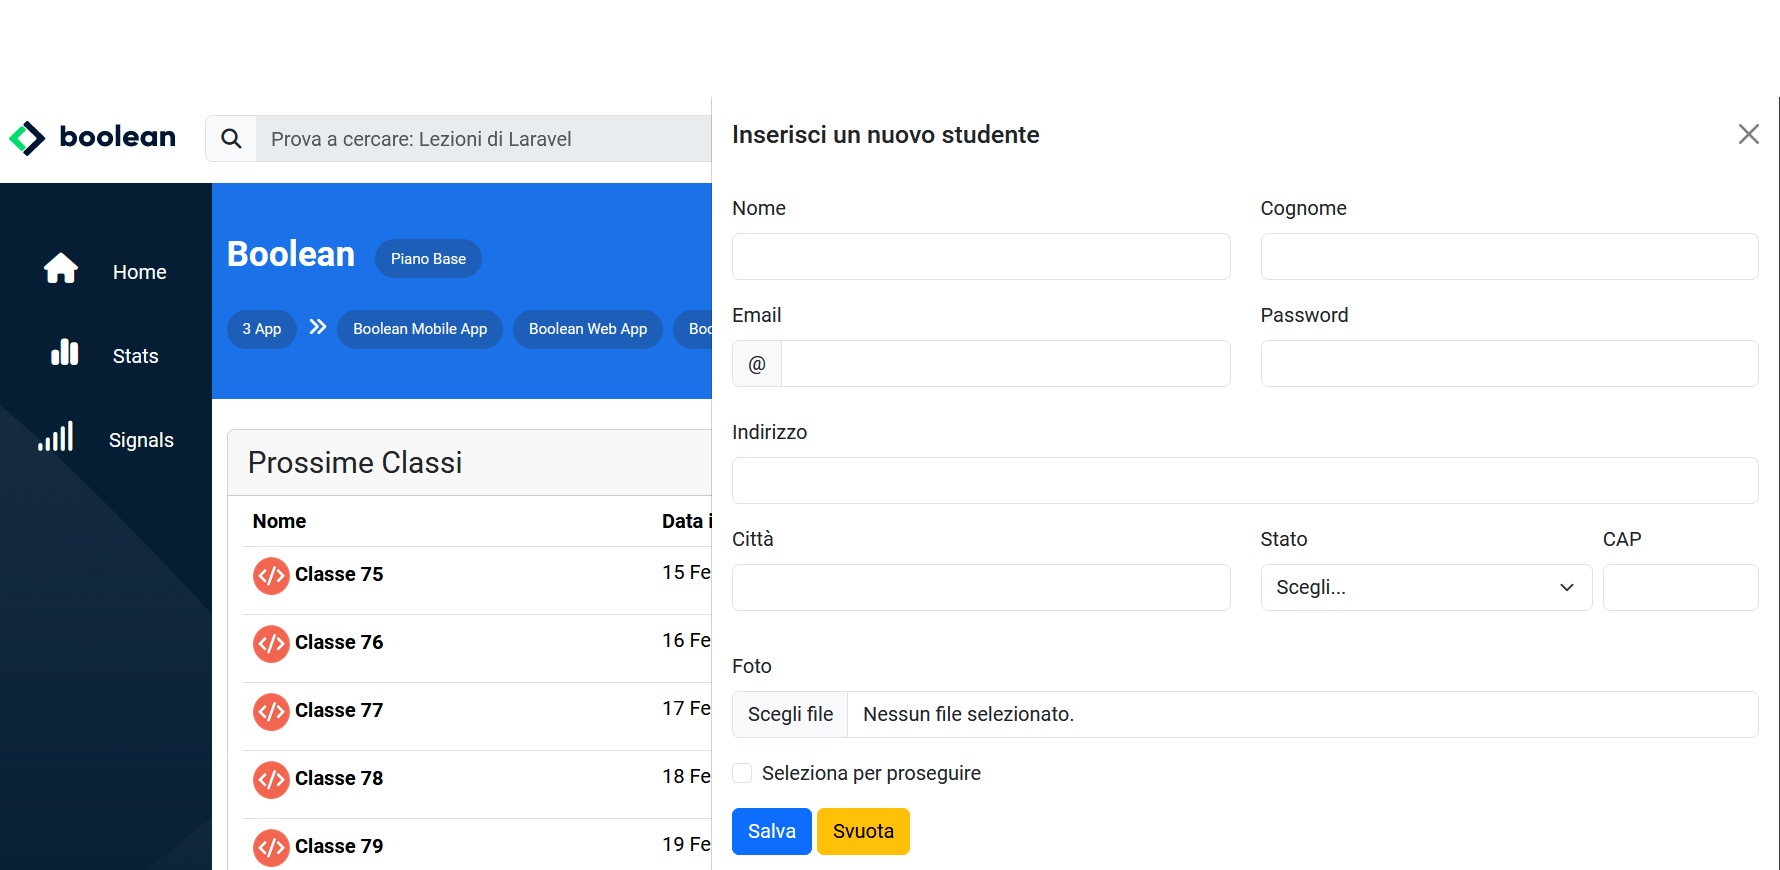 boolean
Prova a cercare: Lezioni di Laravel
Home
Stats
Signals
Boolean
Piano Base
3 App
Boolean Mobile App
Boolean Web App
Boo
Prossime Classi
Nome
Data i
Classe 75
15 Fe
Classe 76
16 Fe
Classe 77
17 Fe
Classe 78
18 Fe
Classe 79
19 Fe
Inserisci un nuovo studente
Nome
Cognome
Email
Password
@
Indirizzo
Città
Stato
CAP
Scegli...
Foto
Scegli file
Nessun file selezionato.
Seleziona per proseguire
Salva
Svuota